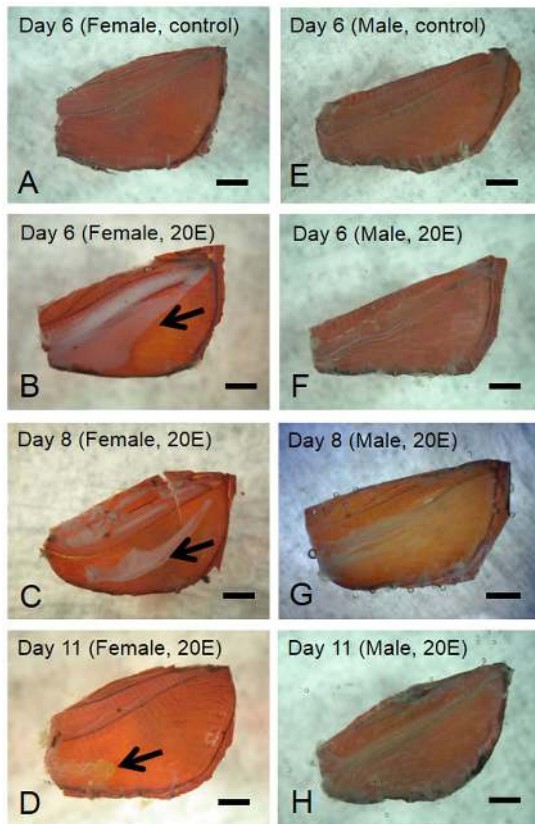 Day 6 (Female, control)
A
Day 6 (Female, 20E)
B
Day 8 (Female, 20E)
C
Day 11 (Female, 20E)
D
Day 6 (Male, control)
E
Day 6 (Male, 20E)
F
Day 8 (Male, 20E)
G
Day 11 (Male, 20E)
H